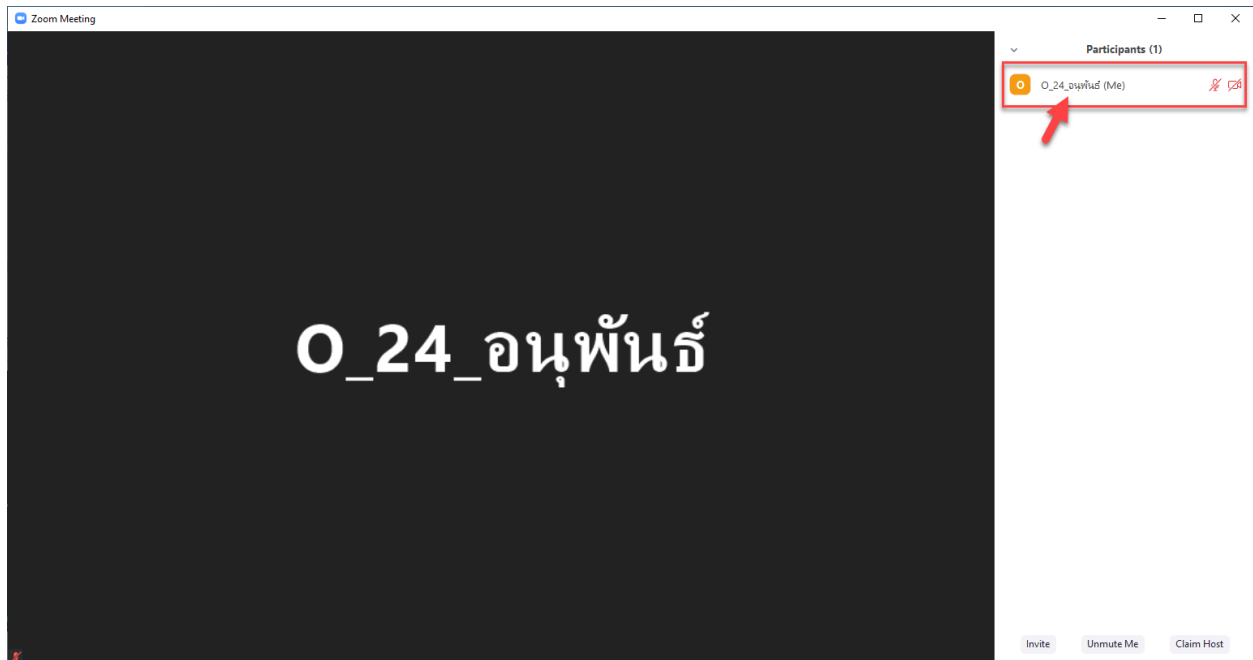 Zoom Meeting
Participants (1)
O
O_24_อนุพันธ์ (Me)
O_24_อนุพันธ์
Invite
Unmute Me
Claim Host